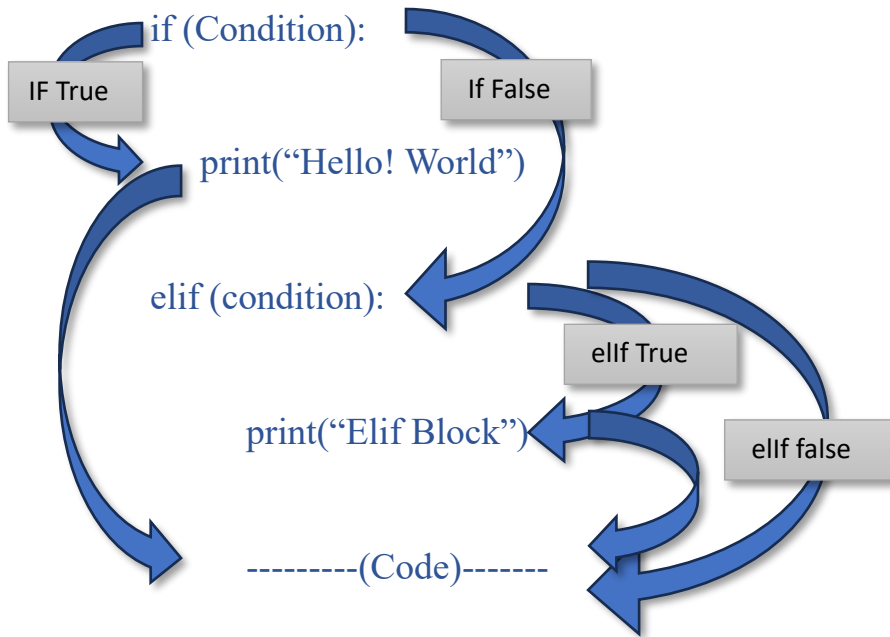 if (Condition):
IF True
If False
print(“Hello! World”)
elif (condition):
elIf True
print(“Elif Block”)
elIf false
---------(Code)-------